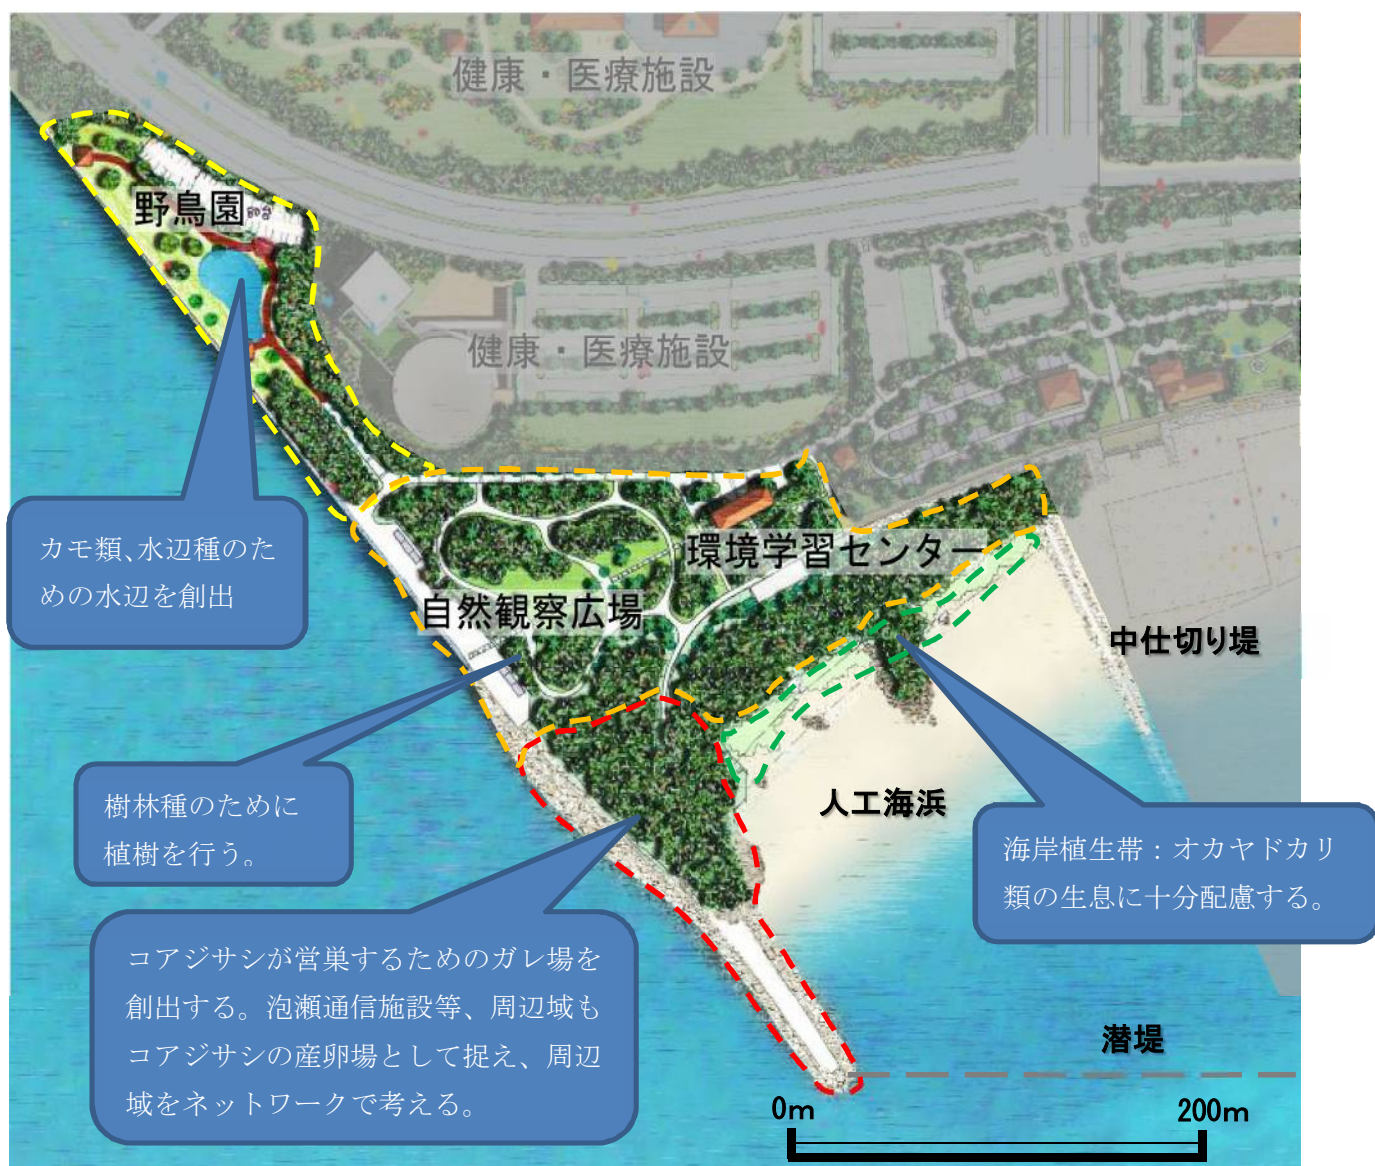 健康・医療施設
野鳥園
健康・医療施設
カモ類、水辺種のた
めの水辺を創出
環境学習センター
自然観察広場
中仕切り堤
樹林種のために
植樹を行う。
人工海浜
海岸植生帯：オカヤドカリ
類の生息に十分配慮する。
コアジサシが営巣するためのガレ場を
創出する。泡瀬通信施設等、周辺域も
コアジサシの産卵場として捉え、周辺
域をネットワークで考える。
潜堤
0m
200m